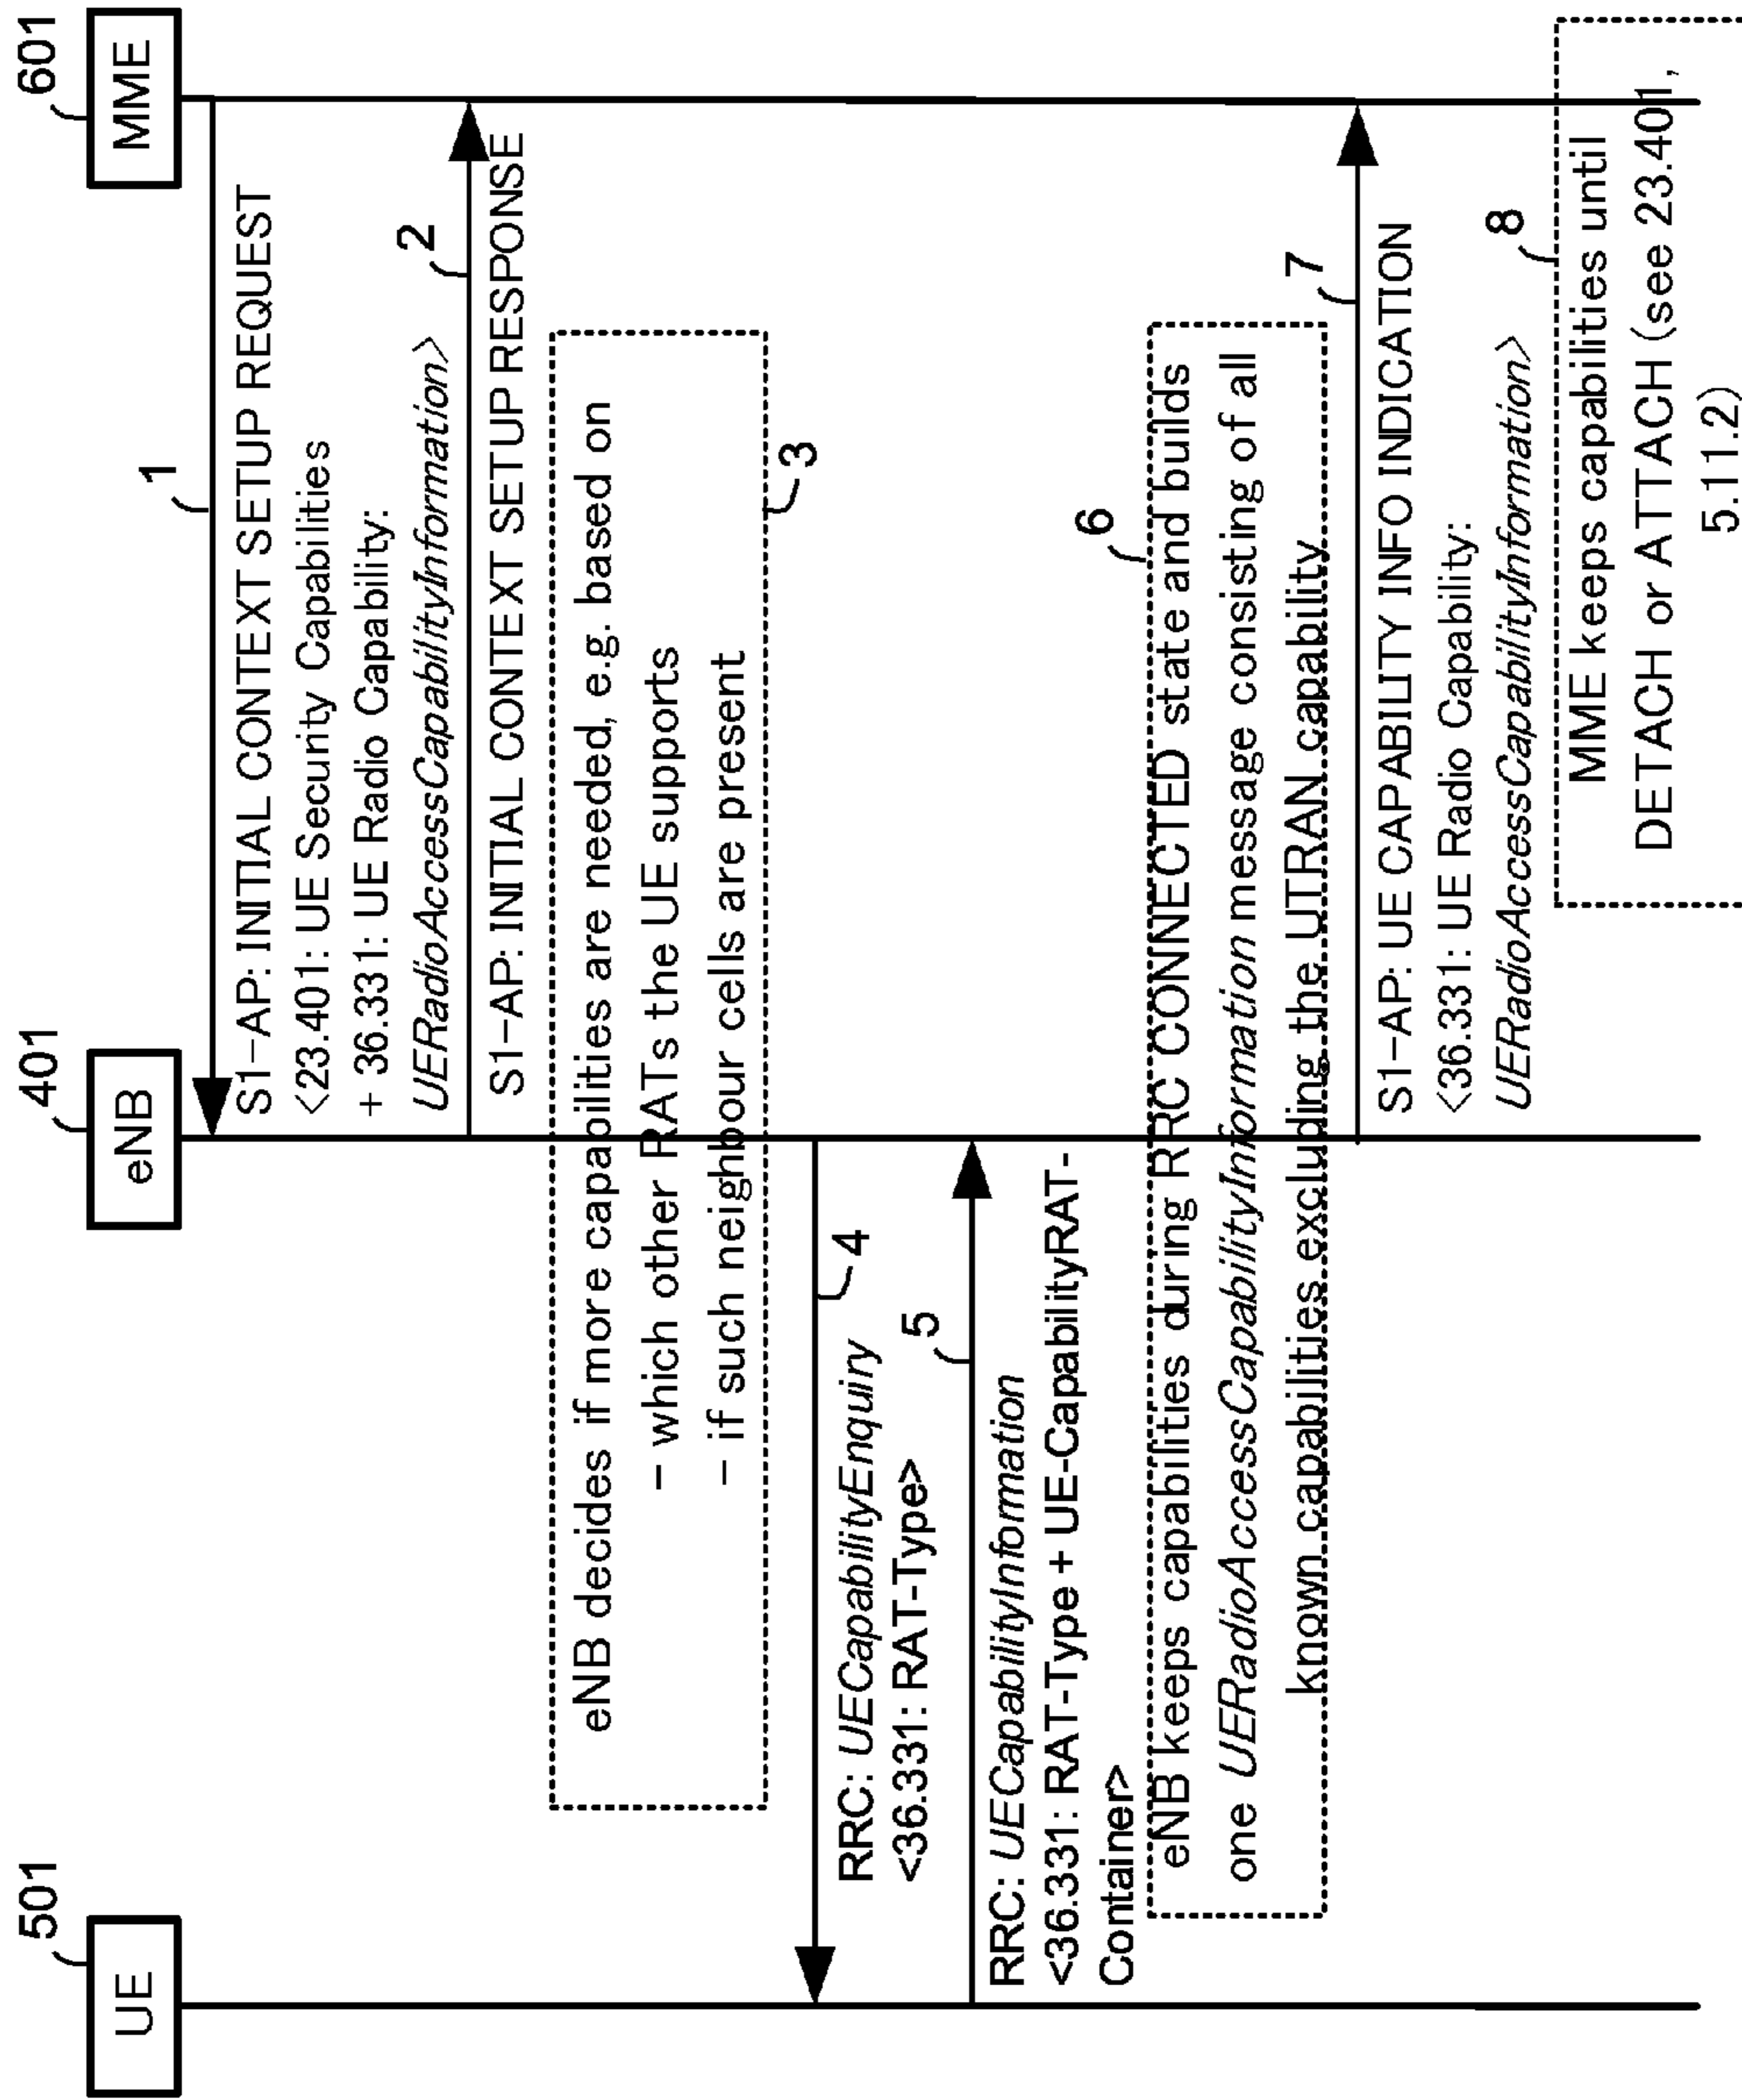 501
UE
401
eNB
601
MME
1
S1-AP: INITIAL CONTEXT SETUP REQUEST
<23.401: UE Security Capabilities
+ 36.331: UE Radio Capability:
UERadioAccessCapabilityInformation>
2
S1-AP: INITIAL CONTEXT SETUP RESPONSE
eNB decides if more capabilities are needed, e.g. based on
- which other RATs the UE supports
- if such neighbour cells are present
3
4
RRC: UECapabilityEnquiry
<36.331: RAT-Type>
5
RRC: UECapabilityInformation
<36.331: RAT-Type + UE-CapabilityRAT-
Container>
6
eNB keeps capabilities during RRC CONNECTED state and builds
one UERadioAccessCapabilityInformation message consisting of all
known capabilities excluding the UTRAN capability
7
S1-AP: UE CAPABILITY INFO INDICATION
<36.331: UE Radio Capability:
UERadioAccessCapabilityInformation>
8
MME keeps capabilities until
DETACH or ATTACH (see 23.401,
5.11.2)